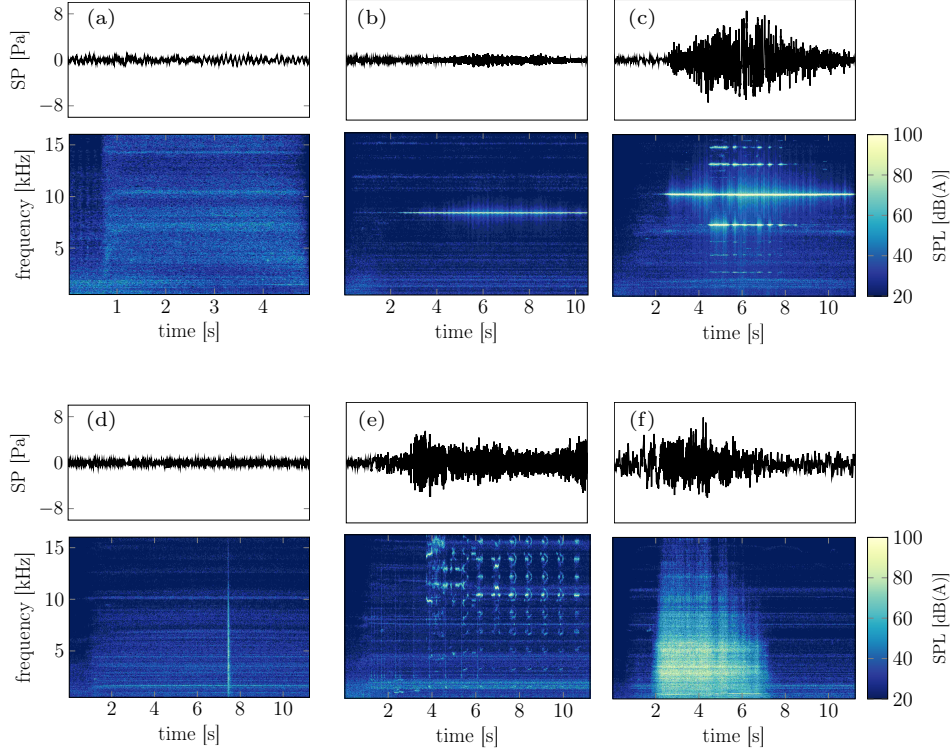 (a) (b) (c)
SP [Pa]
8
0
−8
frequency [kHz]
15
10
5
1 2 3 4
time [s]
2 4 6 8 10
time [s]
2 4 6 8 10
time [s]
100
80
60
40
20
SPL [dB(A)]
(d) (e) (f)
SP [Pa]
8
0
−8
frequency [kHz]
15
10
5
2 4 6 8 10
time [s]
2 4 6 8 10
time [s]
2 4 6 8 10
time [s]
100
80
60
40
20
SPL [dB(A)]